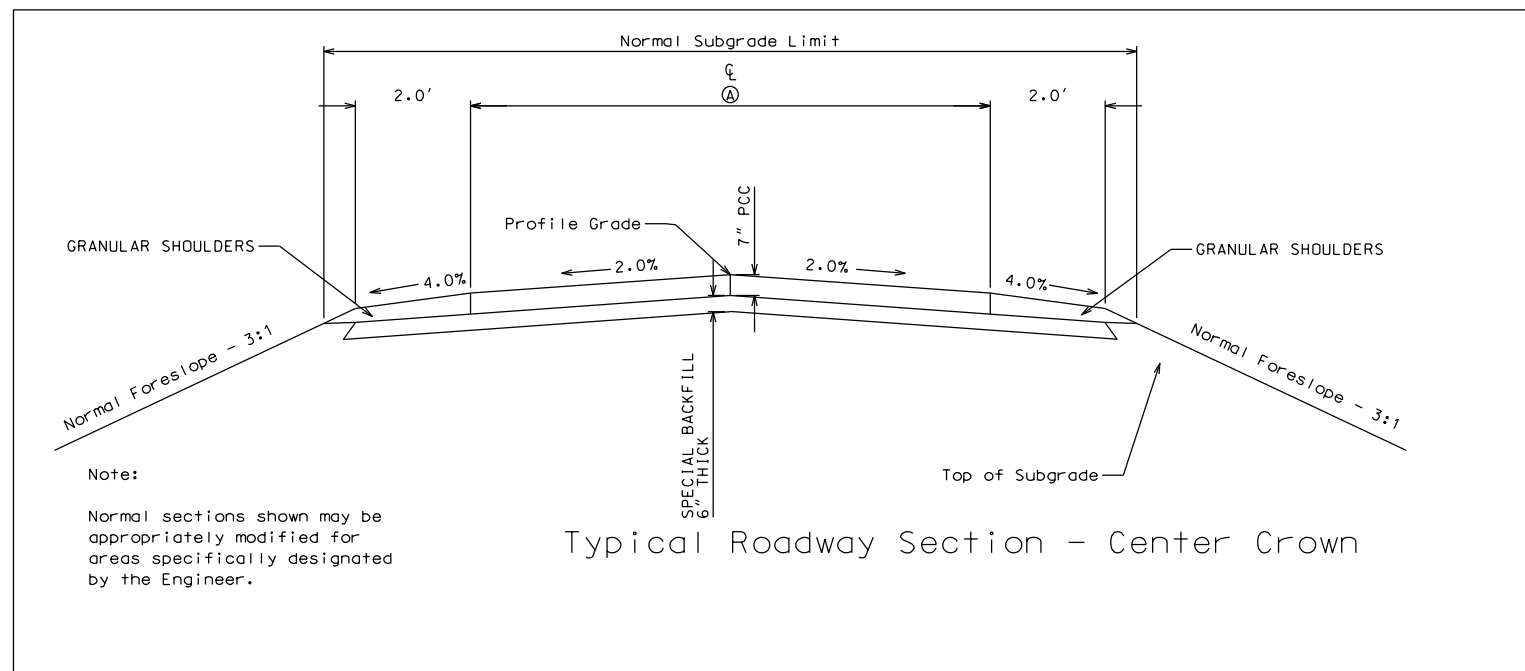 Normal Subgrade Limit
℄
2.0'
A
2.0'
7" PCC
Profile Grade
GRANULAR SHOULDERS
GRANULAR SHOULDERS
4.0%
2.0%
2.0%
4.0%
Normal Foreslope - 3:1
Normal Foreslope - 3:1
SPECIAL BACKFILL
6" THICK
Top of Subgrade
Note:
Normal sections shown may be
appropriately modified for
areas specifically designated
by the Engineer.
Typical Roadway Section - Center Crown